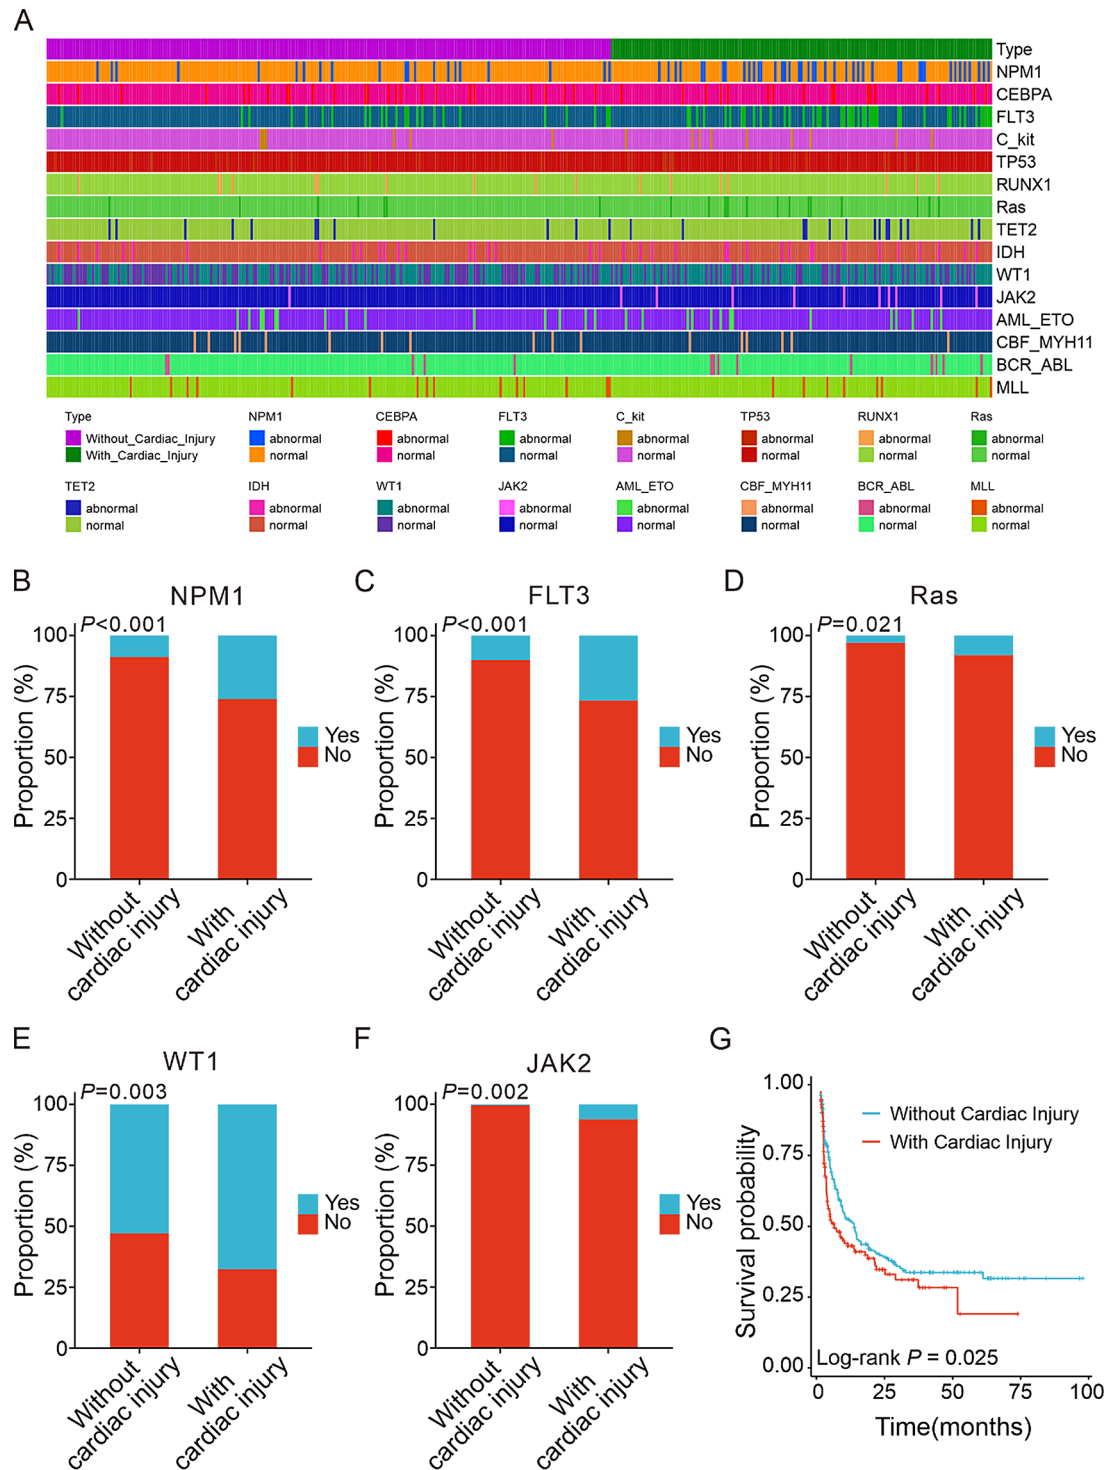 A
Type
NPM1
CEBPA
FLT3
C_kit
TP53
RUNX1
Ras
TET2
IDH
WT1
JAK2
AML_ETO
CBF_MYH11
BCR_ABL
MLL
Type NPM1 CEBPA FLT3 C_kit TP53 RUNX1 Ras
Without_Cardiac_Injury abnormal abnormal abnormal abnormal abnormal abnormal abnormal
With_Cardiac_Injury normal normal normal normal normal normal normal
TET2 IDH WT1 JAK2 AML_ETO CBF_MYH11 BCR_ABL MLL
abnormal abnormal abnormal abnormal abnormal abnormal abnormal abnormal
normal normal normal normal normal normal normal normal
B
NPM1
P<0.001
Proportion (%)
100
75
50
25
0
Yes
No
Without
cardiac injury
With
cardiac injury
C
FLT3
P<0.001
Proportion (%)
100
75
50
25
0
Yes
No
Without
cardiac injury
With
cardiac injury
D
Ras
P=0.021
Proportion (%)
100
75
50
25
0
Yes
No
Without
cardiac injury
With
cardiac injury
E
WT1
P=0.003
Proportion (%)
100
75
50
25
0
Yes
No
Without
cardiac injury
With
cardiac injury
F
JAK2
P=0.002
Proportion (%)
100
75
50
25
0
Yes
No
Without
cardiac injury
With
cardiac injury
G
Survival probability
1.00
0.75
0.50
0.25
0.00
Without Cardiac Injury
With Cardiac Injury
Log-rank P = 0.025
0 25 50 75 100
Time(months)